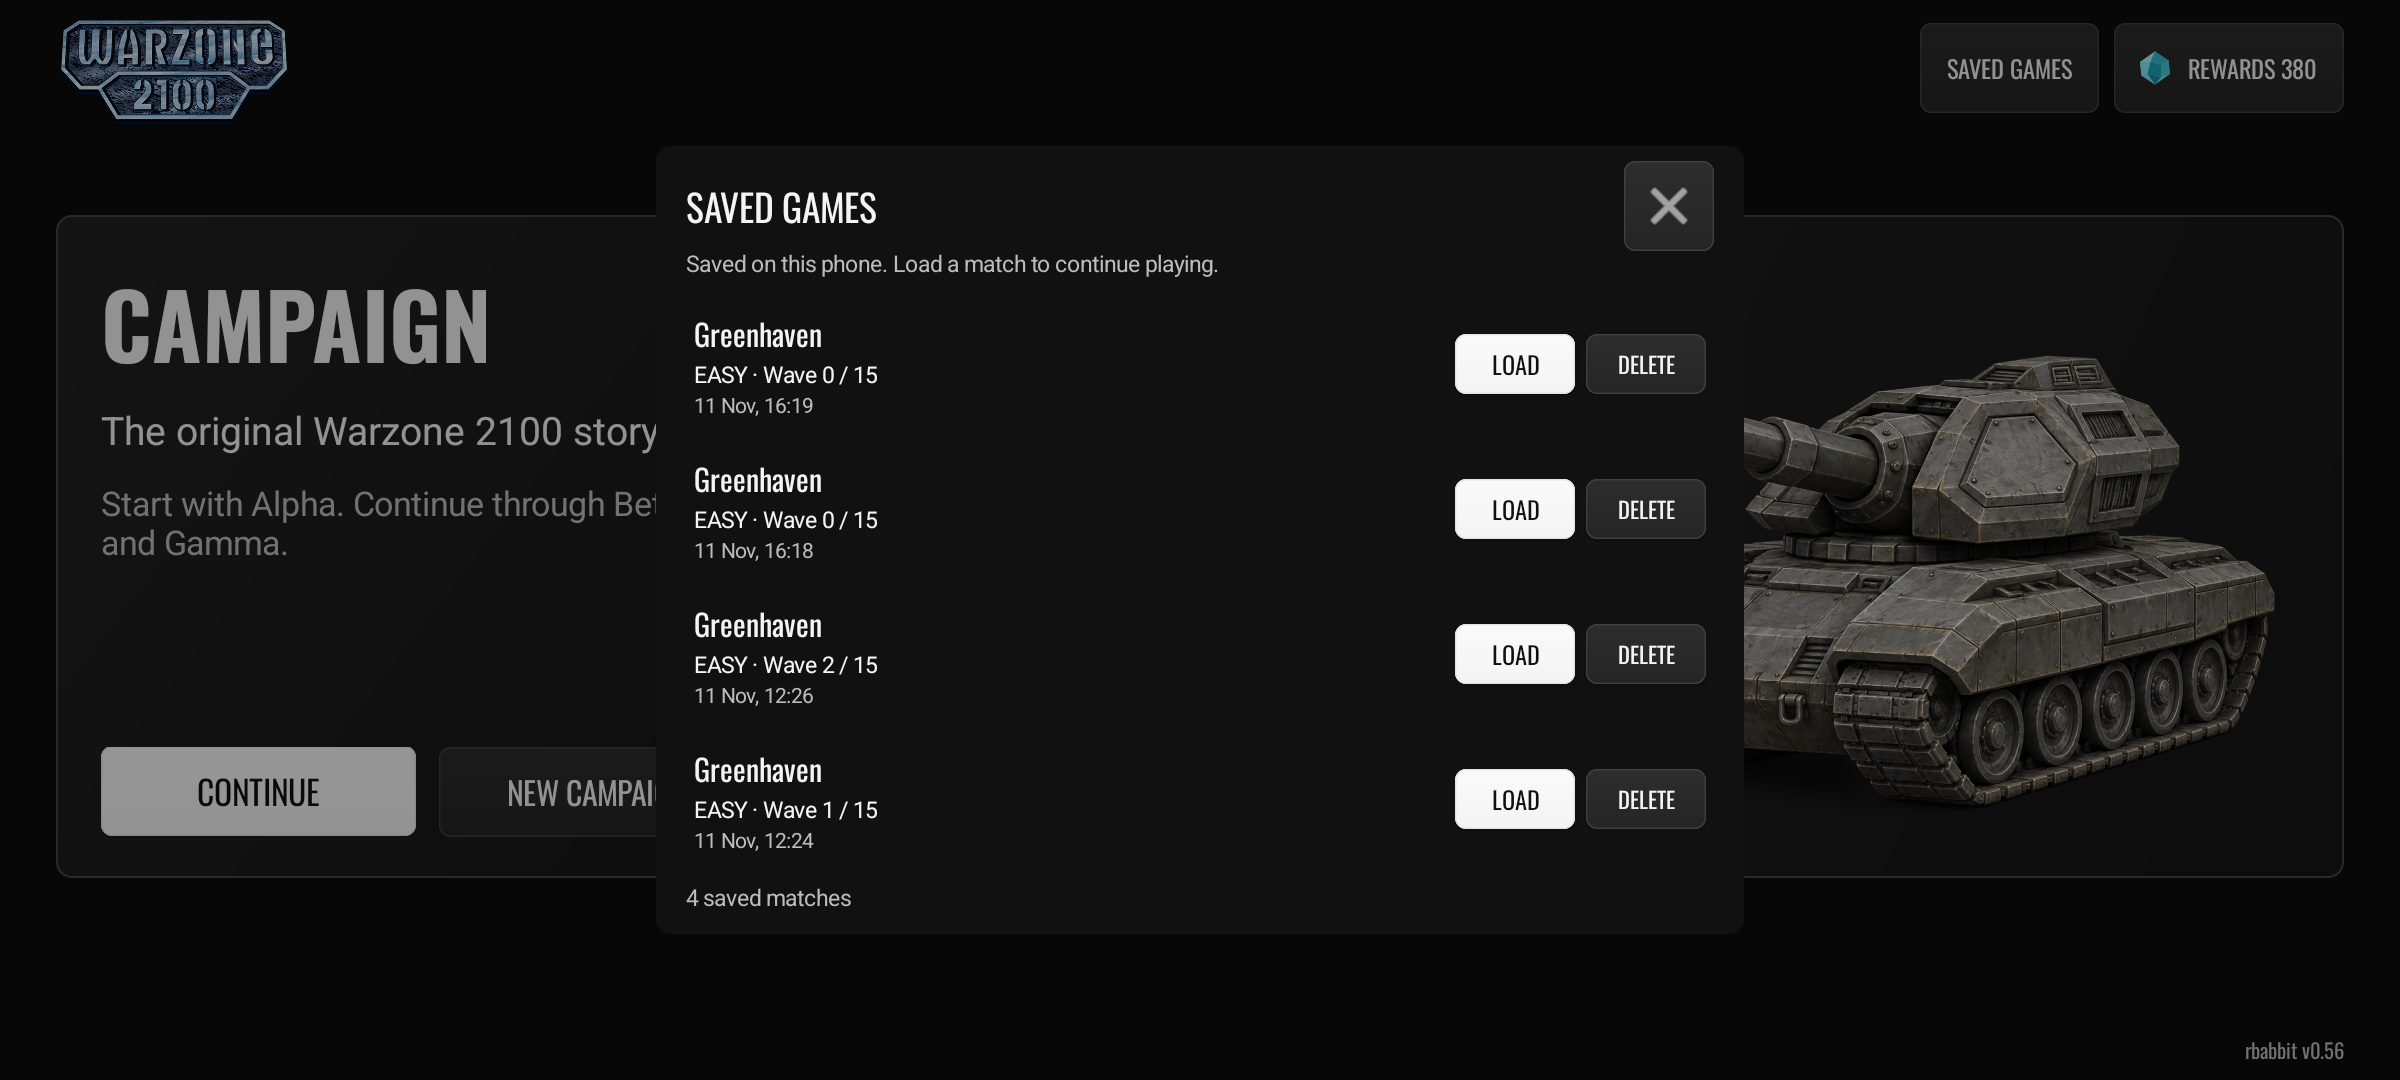 WARZONE
2100
SAVED GAMES
REWARDS 380
SAVED GAMES
Saved on this phone. Load a match to continue playing.
CAMPAIGN
The original Warzone 2100 story
Start with Alpha. Continue through Bet
and Gamma.
CONTINUE
NEW CAMPAI
Greenhaven
EASY · Wave 0 / 15
11 Nov, 16:19
LOAD
DELETE
Greenhaven
EASY · Wave 0 / 15
11 Nov, 16:18
LOAD
DELETE
Greenhaven
EASY · Wave 2 / 15
11 Nov, 12:26
LOAD
DELETE
Greenhaven
EASY · Wave 1 / 15
11 Nov, 12:24
LOAD
DELETE
4 saved matches
rbabbit v0.56